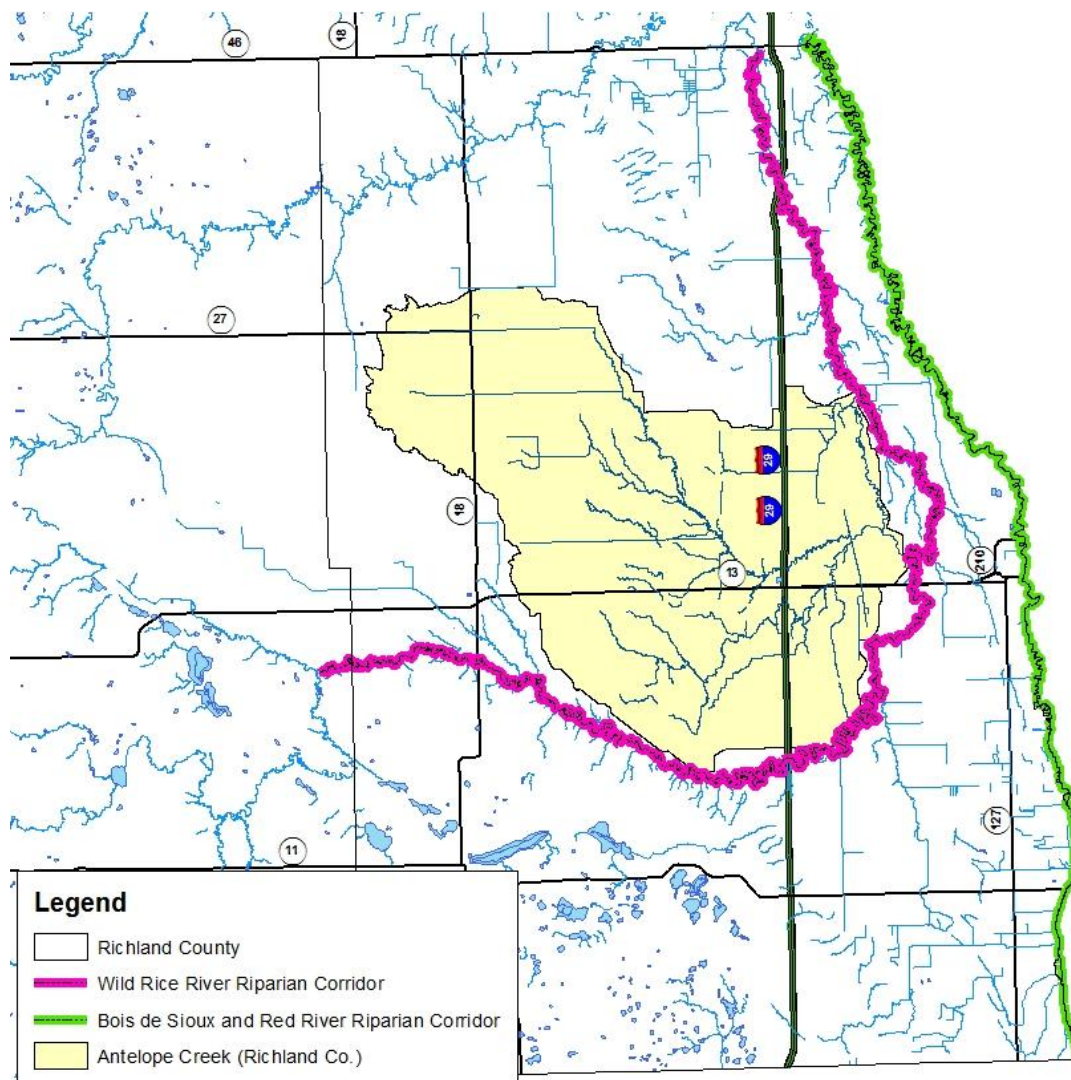 46
18
27
29
18
29
13
210
127
11
Legend
Richland County
Wild Rice River Riparian Corridor
Bois de Sioux and Red River Riparian Corridor
Antelope Creek (Richland Co.)